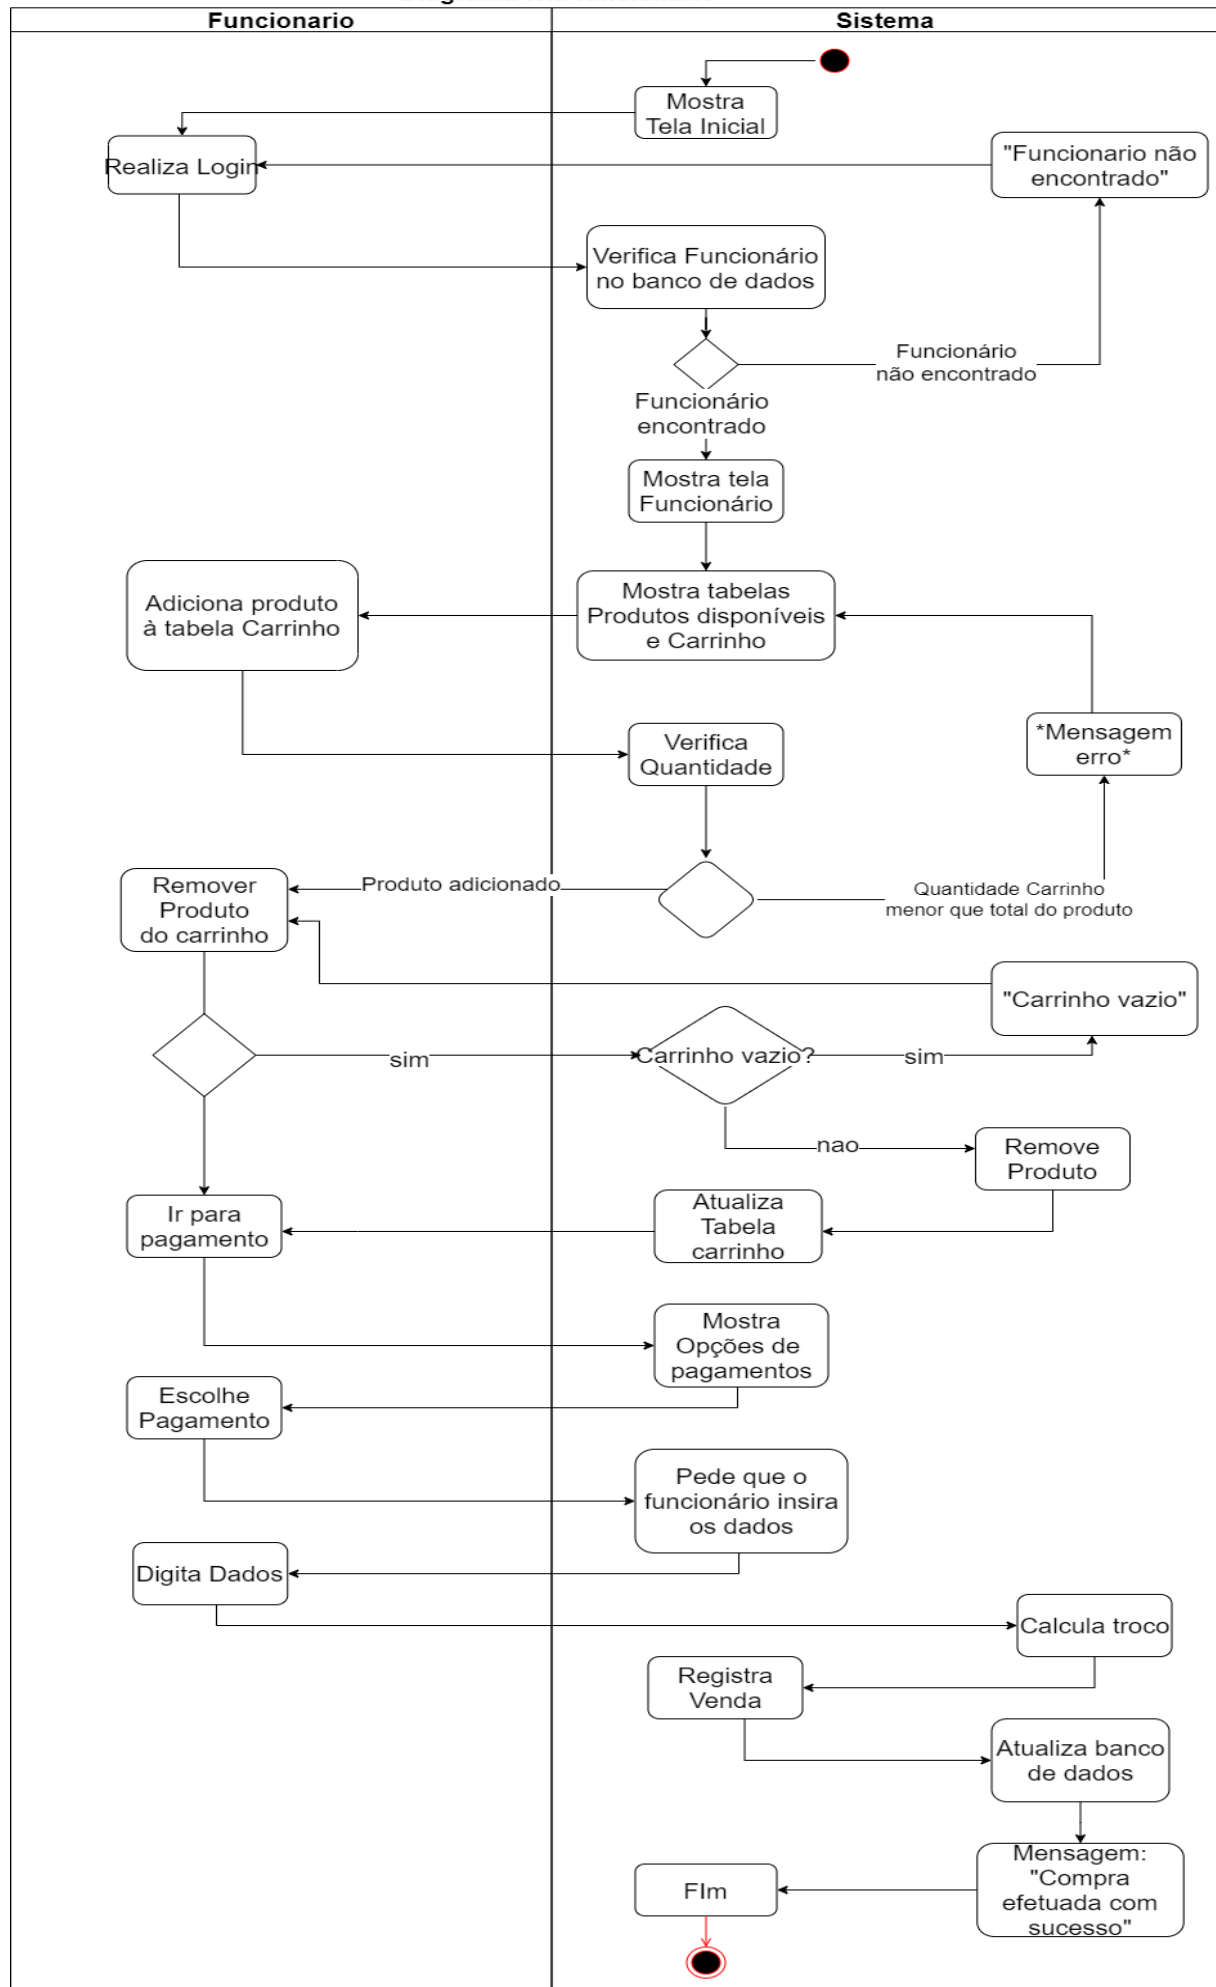 Funcionario
Sistema
Mostra
Tela Inicial
Realiza Login
"Funcionario não
encontrado"
Verifica Funcionário
no banco de dados
Funcionário
não encontrado
Funcionário
encontrado
Mostra tela
Funcionário
Adiciona produto
à tabela Carrinho
Mostra tabelas
Produtos disponíveis
e Carrinho
Verifica
Quantidade
*Mensagem
erro*
Remover
Produto
do carrinho
Produto adicionado
Quantidade Carrinho
menor que total do produto
"Carrinho vazio"
sim
Carrinho vazio?
sim
nao
Remove
Produto
Ir para
pagamento
Atualiza
Tabela
carrinho
Mostra
Opções de
pagamentos
Escolhe
Pagamento
Pede que o
funcionário insira
os dados
Digita Dados
Calcula troco
Registra
Venda
Atualiza banco
de dados
Mensagem:
"Compra
efetuada com
sucesso"
FIm